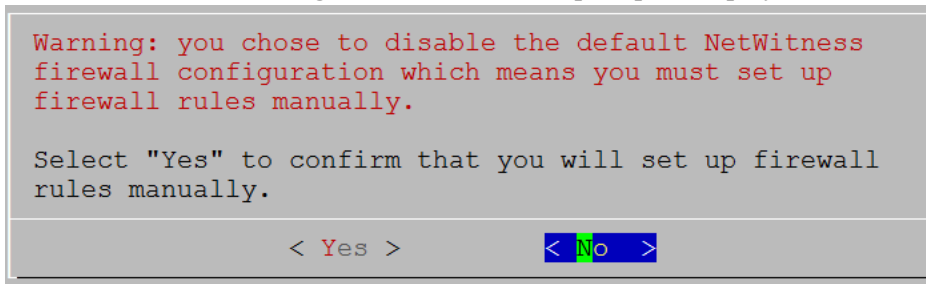 Warning: you chose to disable the default NetWitness
firewall configuration which means you must set up
firewall rules manually.
Select "Yes" to confirm that you will set up firewall
rules manually.
< Yes > < No >